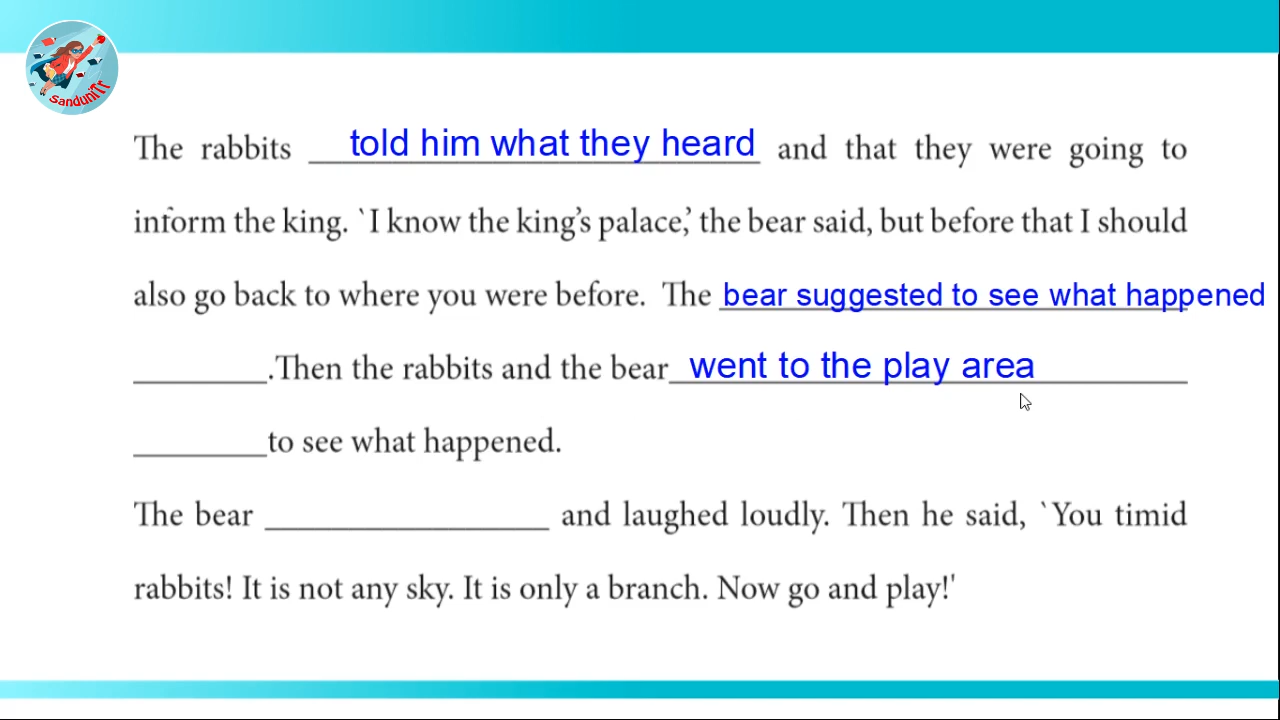 SanduniTr
The rabbits told him what they heard and that they were going to
inform the king. `I know the king's palace,' the bear said, but before that I should
also go back to where you were before. The bear suggested to see what happened
________.Then the rabbits and the bear went to the play area
________to see what happened.
The bear ________________ and laughed loudly. Then he said, `You timid
rabbits! It is not any sky. It is only a branch. Now go and play!'